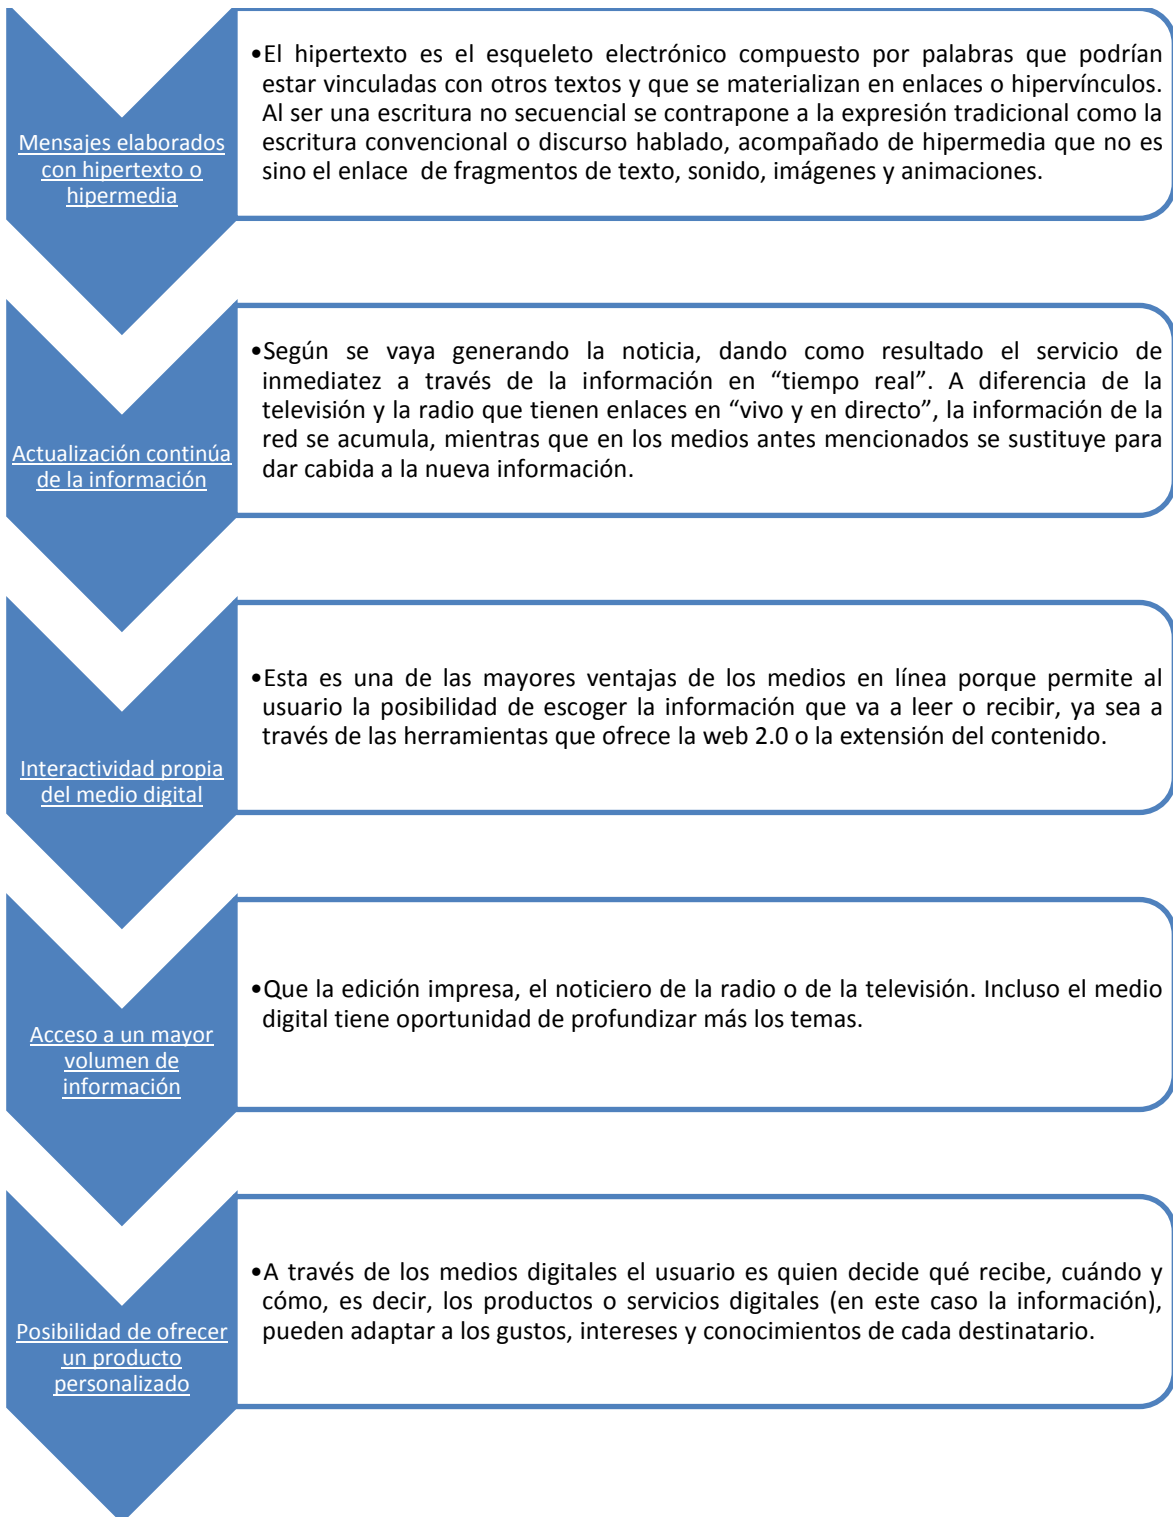 Mensajes elaborados
con hipertexto o
hipermedia
•El hipertexto es el esqueleto electrónico compuesto por palabras que podrían
estar vinculadas con otros textos y que se materializan en enlaces o hipervínculos.
Al ser una escritura no secuencial se contrapone a la expresión tradicional como la
escritura convencional o discurso hablado, acompañado de hipermedia que no es
sino el enlace de fragmentos de texto, sonido, imágenes y animaciones.
Actualización continúa
de la información
•Según se vaya generando la noticia, dando como resultado el servicio de
inmediatez a través de la información en “tiempo real”. A diferencia de la
televisión y la radio que tienen enlaces en “vivo y en directo”, la información de la
red se acumula, mientras que en los medios antes mencionados se sustituye para
dar cabida a la nueva información.
Interactividad propia
del medio digital
•Esta es una de las mayores ventajas de los medios en línea porque permite al
usuario la posibilidad de escoger la información que va a leer o recibir, ya sea a
través de las herramientas que ofrece la web 2.0 o la extensión del contenido.
Acceso a un mayor
volumen de
información
•Que la edición impresa, el noticiero de la radio o de la televisión. Incluso el medio
digital tiene oportunidad de profundizar más los temas.
Posibilidad de ofrecer
un producto
personalizado
•A través de los medios digitales el usuario es quien decide qué recibe, cuándo y
cómo, es decir, los productos o servicios digitales (en este caso la información),
pueden adaptar a los gustos, intereses y conocimientos de cada destinatario.